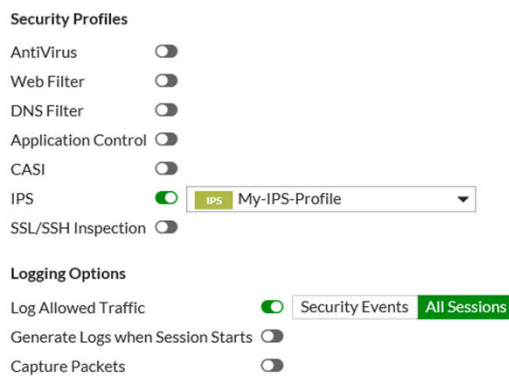 Security Profiles
AntiVirus
Web Filter
DNS Filter
Application Control
CASI
IPS IPS My-IPS-Profile
SSL/SSH Inspection
Logging Options
Log Allowed Traffic Security Events All Sessions
Generate Logs when Session Starts
Capture Packets